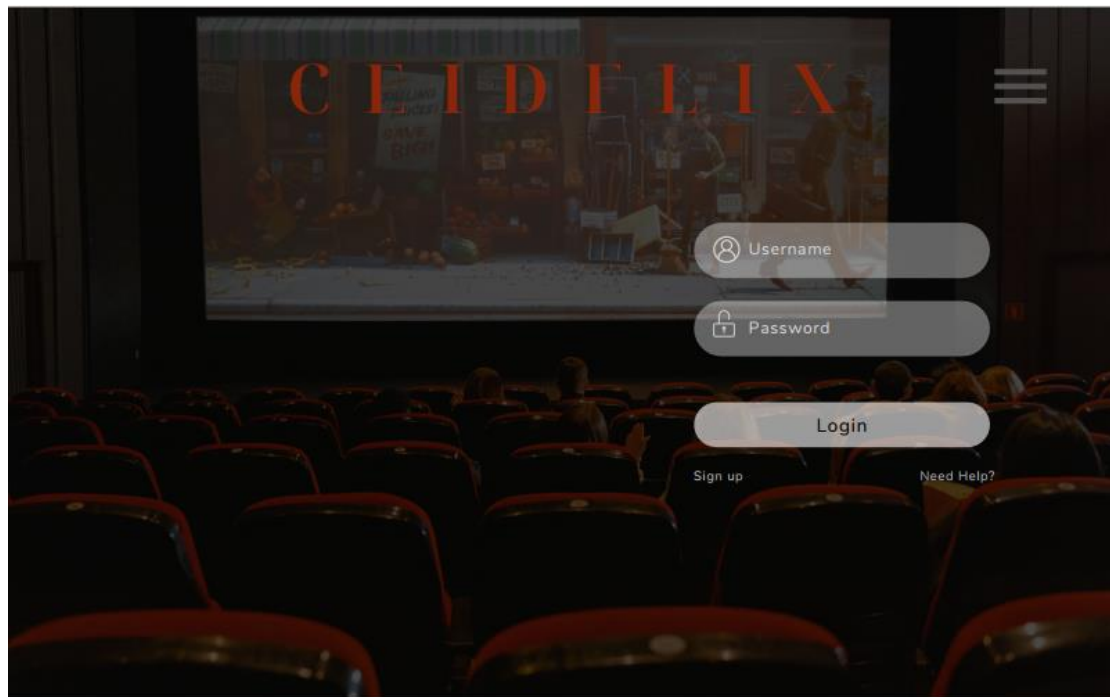 CEIDFLIX
Username
Password
Login
Sign up
Need Help?